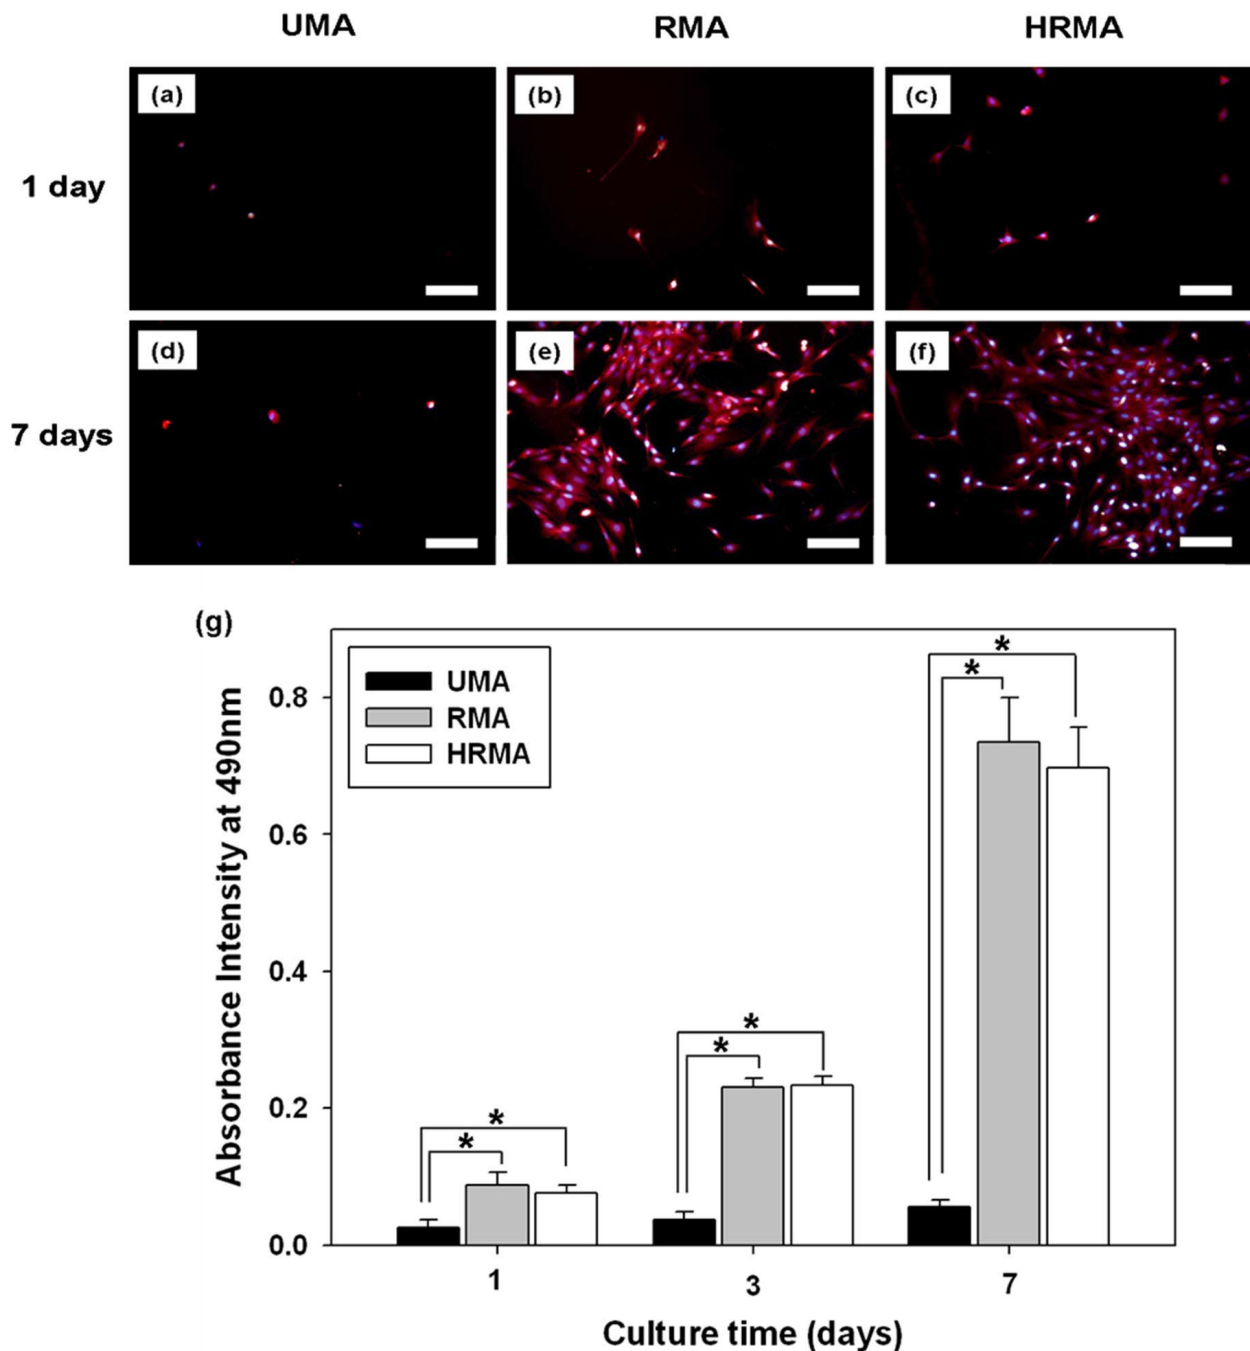 UMA RMA HRMA
1 day (a) (b) (c)
7 days (d) (e) (f)
(g)
UMA
RMA
HRMA
Absorbance Intensity at 490nm
0.8
0.6
0.4
0.2
0.0
* *
* *
* *
1 3 7
Culture time (days)